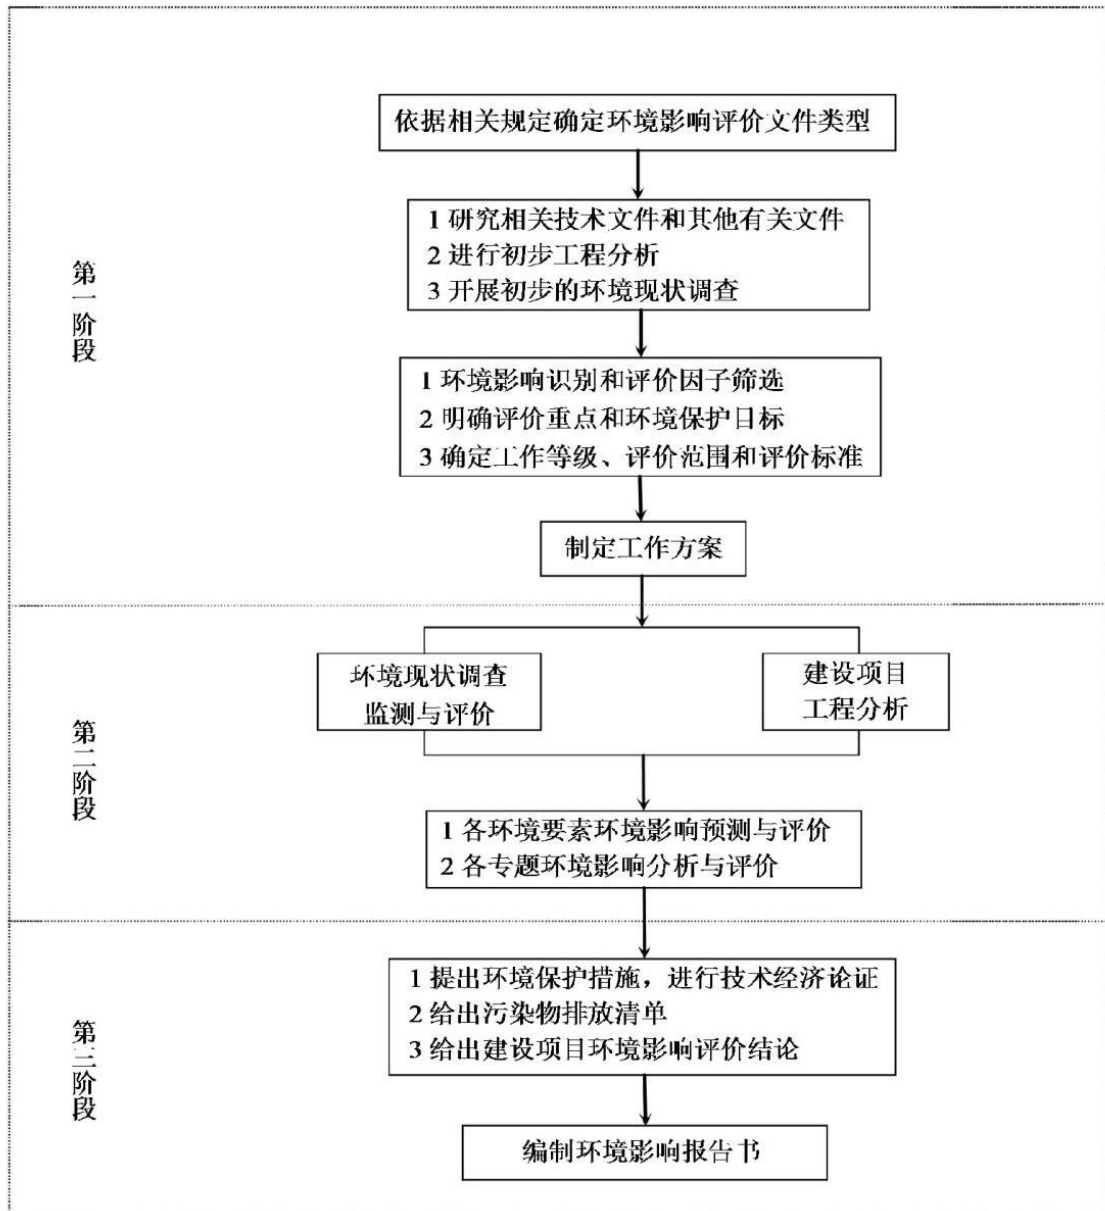 依据相关规定确定环境影响评价文件类型
1 研究相关技术文件和其他有关文件
2 进行初步工程分析
3 开展初步的环境现状调查
第一阶段
1 环境影响识别和评价因子筛选
2 明确评价重点和环境保护目标
3 确定工作等级、评价范围和评价标准
制定工作方案
环境现状调查
监测与评价
建设项目
工程分析
第二阶段
1 各环境要素环境影响预测与评价
2 各专题环境影响分析与评价
1 提出环境保护措施，进行技术经济论证
2 给出污染物排放清单
3 给出建设项目环境影响评价结论
第三阶段
编制环境影响报告书